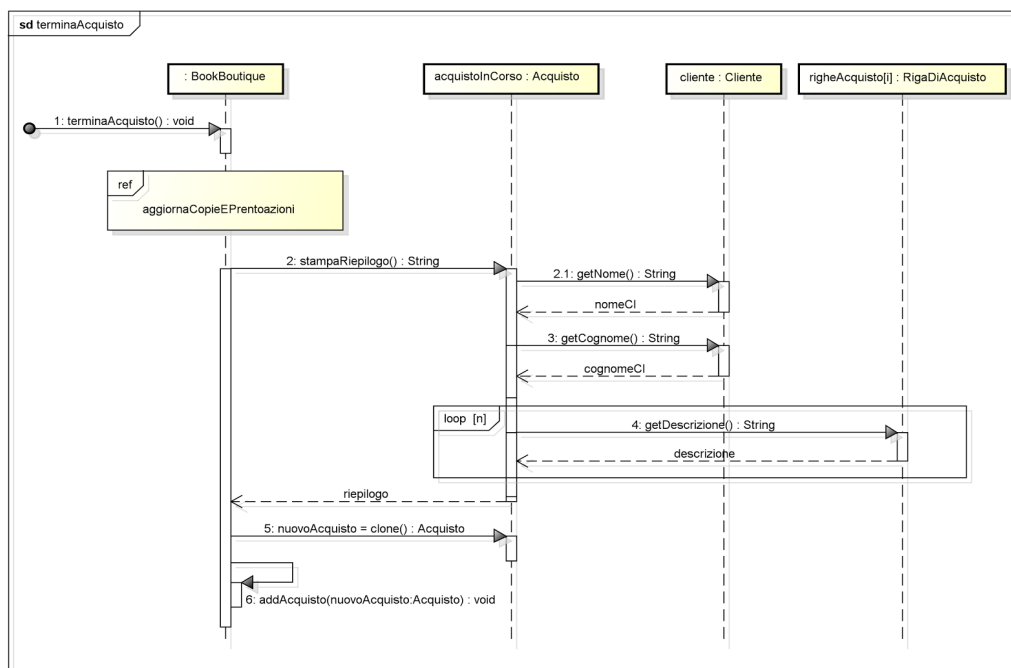 sd terminaAcquisto
: BookBoutique
acquistoInCorso : Acquisto
cliente : Cliente
righeAcquisto[i] : RigaDiAcquisto
1: terminaAcquisto() : void
ref
aggiornaCopieEPrentoazioni
2: stampaRiepilogo() : String
2.1: getNome() : String
nomeCl
3: getCognome() : String
cognomeCl
loop [n]
4: getDescrizione() : String
descrizione
riepilogo
5: nuovoAcquisto = clone() : Acquisto
6: addAcquisto(nuovoAcquisto:Acquisto) : void